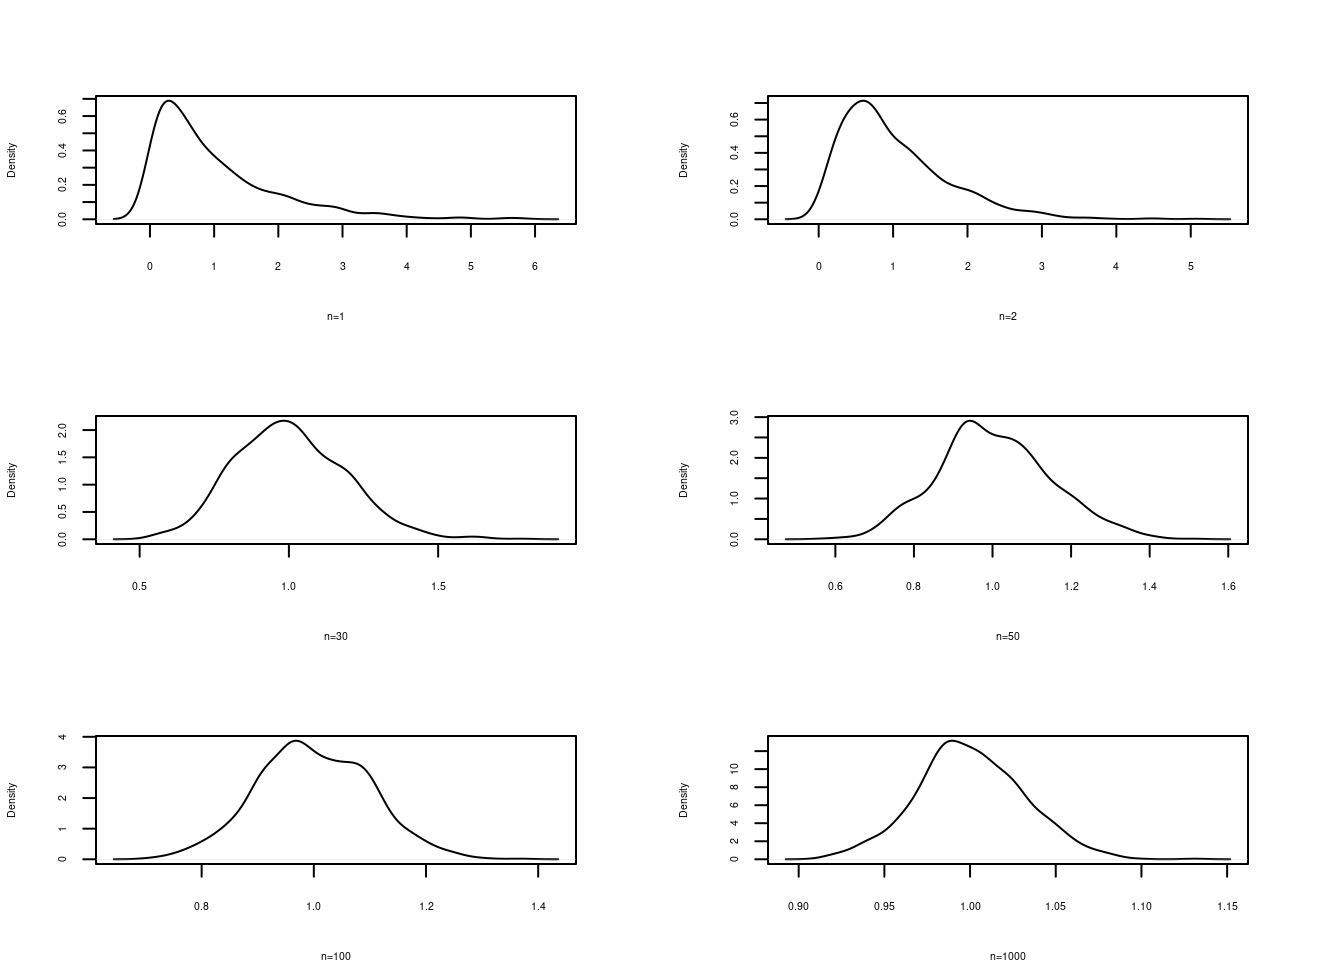 Density
0.0 0.2 0.4 0.6
0 1 2 3 4 5 6
n=1
Density
0.0 0.2 0.4 0.6
0 1 2 3 4 5
n=2
Density
0.0 0.5 1.0 1.5 2.0
0.5 1.0 1.5
n=30
Density
0.0 1.0 2.0 3.0
0.6 0.8 1.0 1.2 1.4 1.6
n=50
Density
0 1 2 3 4
0.8 1.0 1.2 1.4
n=100
Density
0 2 4 6 8 10
0.90 0.95 1.00 1.05 1.10 1.15
n=1000